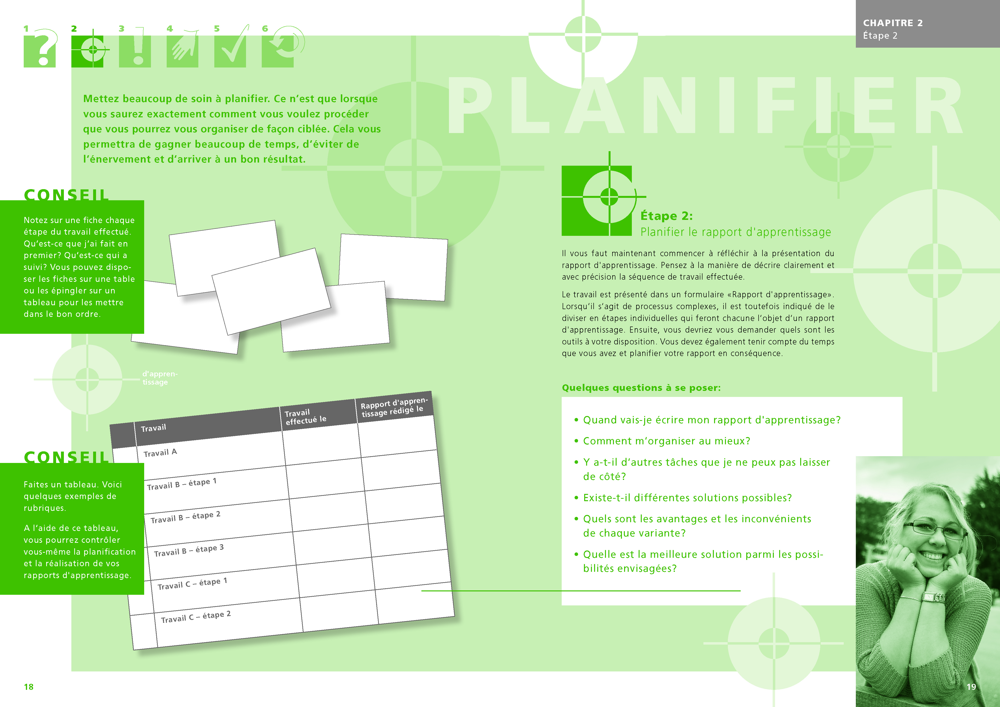 1 2 3 4 5 6
CHAPITRE 2
Étape 2
PLANIFIER
Mettez beaucoup de soin à planifier. Ce n‘est que lorsque
vous saurez exactement comment vous voulez procéder
que vous pourrez vous organiser de façon ciblée. Cela vous
permettra de gagner beaucoup de temps, d‘éviter de
l‘énervement et d‘arriver à un bon résultat.
CONSEIL
Notez sur une fiche chaque
étape du travail effectué.
Qu‘est-ce que j‘ai fait en
premier? Qu‘est-ce qui a
suivi? Vous pouvez dispo-
ser les fiches sur une table
ou les épingler sur un
tableau pour les mettre
dans le bon ordre.
d'appren-
tissage
Travail
Travail
effectué le
Rapport d'appren-
tissage rédigé le
Travail A
Travail B – étape 1
Travail B – étape 2
Travail B – étape 3
Travail C – étape 1
Travail C – étape 2
CONSEIL
Faites un tableau. Voici
quelques exemples de
rubriques.
A l‘aide de ce tableau,
vous pourrez contrôler
vous-même la planification
et la réalisation de vos
rapports d'apprentissage.
18
Étape 2:
Planifier le rapport d'apprentissage
Il vous faut maintenant commencer à réfléchir à la présentation du
rapport d'apprentissage. Pensez à la manière de décrire clairement et
avec précision la séquence de travail effectuée.
Le travail est présenté dans un formulaire «Rapport d'apprentissage».
Lorsqu‘il s‘agit de processus complexes, il est toutefois indiqué de le
diviser en étapes individuelles qui feront chacune l‘objet d‘un rapport
d'apprentissage. Ensuite, vous devriez vous demander quels sont les
outils à votre disposition. Vous devez également tenir compte du temps
que vous avez et planifier votre rapport en conséquence.
Quelques questions à se poser:
• Quand vais-je écrire mon rapport d'apprentissage?
• Comment m‘organiser au mieux?
• Y a-t-il d‘autres tâches que je ne peux pas laisser
de côté?
• Existe-t-il différentes solutions possibles?
• Quels sont les avantages et les inconvénients
de chaque variante?
• Quelle est la meilleure solution parmi les possi-
bilités envisagées?
19